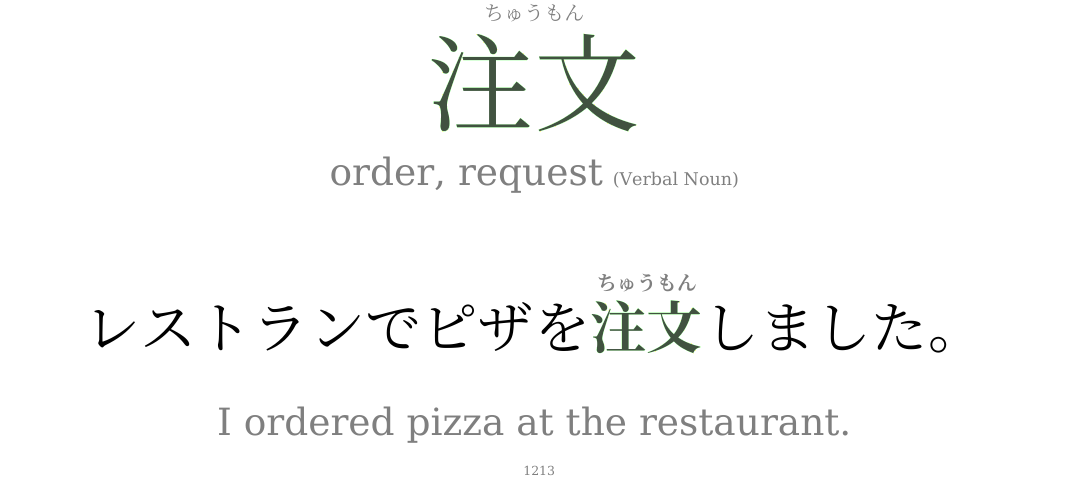 ちゅうもん
注文
order, request (Verbal Noun)
ちゅうもん
レストランでピザを注文しました。
I ordered pizza at the restaurant.
1213